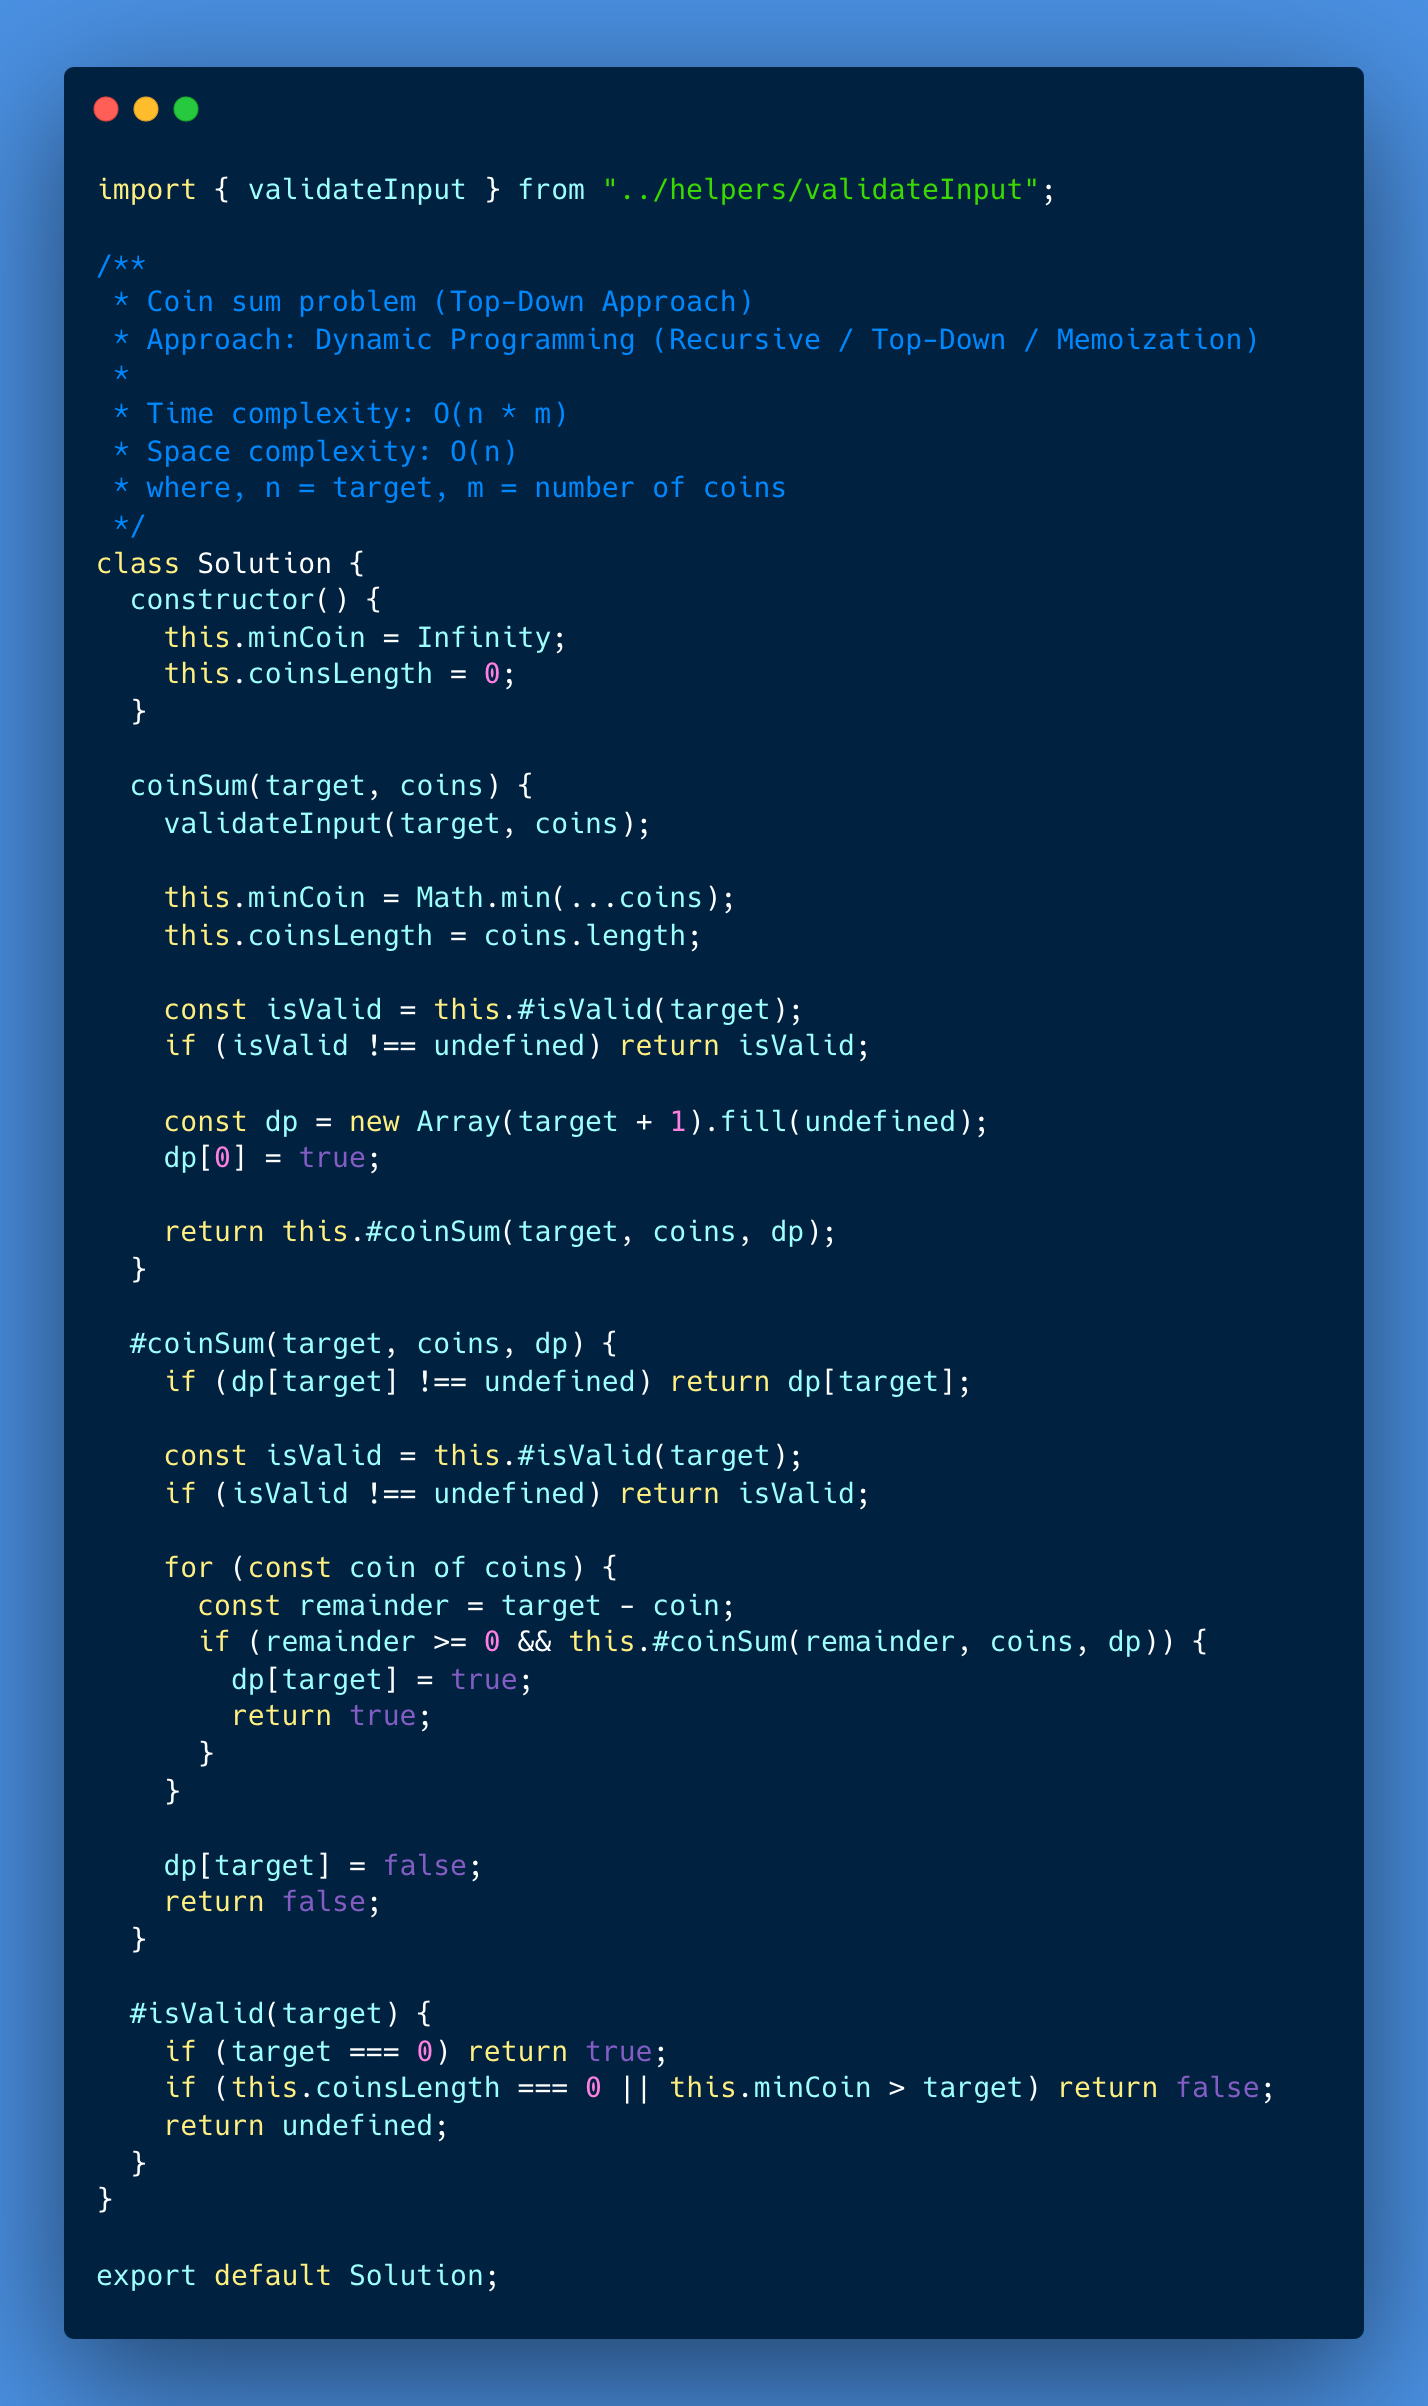 import { validateInput } from "../helpers/validateInput";

/**
 * Coin sum problem (Top-Down Approach)
 * Approach: Dynamic Programming (Recursive / Top-Down / Memoization)
 *
 * Time complexity: O(n * m)
 * Space complexity: O(n)
 * where, n = target, m = number of coins
 */
class Solution {
  constructor() {
    this.minCoin = Infinity;
    this.coinsLength = 0;
  }

  coinSum(target, coins) {
    validateInput(target, coins);

    this.minCoin = Math.min(...coins);
    this.coinsLength = coins.length;

    const isValid = this.#isValid(target);
    if (isValid !== undefined) return isValid;

    const dp = new Array(target + 1).fill(undefined);
    dp[0] = true;

    return this.#coinSum(target, coins, dp);
  }

  #coinSum(target, coins, dp) {
    if (dp[target] !== undefined) return dp[target];

    const isValid = this.#isValid(target);
    if (isValid !== undefined) return isValid;

    for (const coin of coins) {
      const remainder = target - coin;
      if (remainder >= 0 && this.#coinSum(remainder, coins, dp)) {
        dp[target] = true;
        return true;
      }
    }

    dp[target] = false;
    return false;
  }

  #isValid(target) {
    if (target === 0) return true;
    if (this.coinsLength === 0 || this.minCoin > target) return false;
    return undefined;
  }
}

export default Solution;